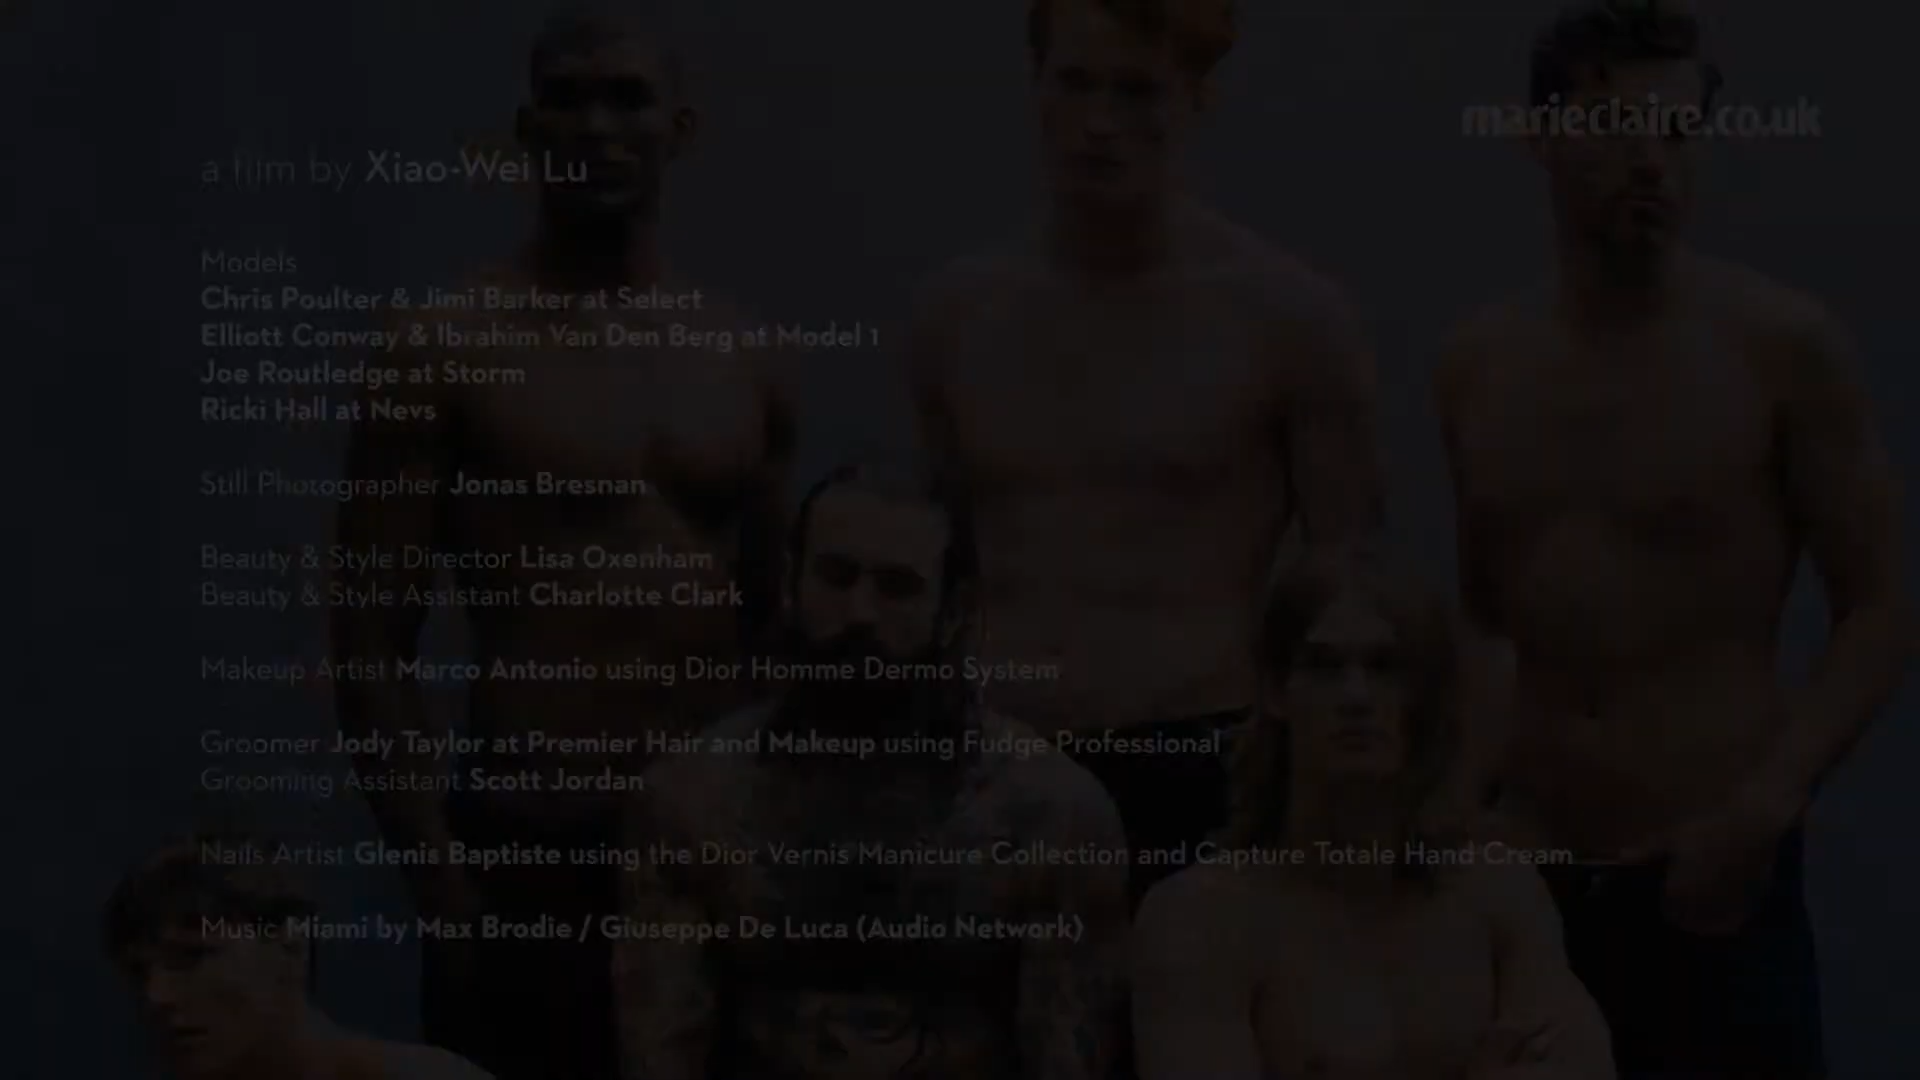 marieclaire.co.uk
a film by Xiao-Wei Lu
Models
Chris Poulter & Jimi Barker at Select
Elliott Conway & Ibrahim Van Den Berg at Model 1
Joe Routledge at Storm
Ricki Hall at Nevs
Still Photographer Jonas Bresnan
Beauty & Style Director Lisa Oxenham
Beauty & Style Assistant Charlotte Clark
Makeup Artist Marco Antonio using Dior Homme Dermo System
Groomer Jody Taylor at Premier Hair and Makeup using Fudge Professional
Grooming Assistant Scott Jordan
Nails Artist Glenis Baptiste using the Dior Vernis Manicure Collection and Capture Totale Hand Cream
Music Miami by Max Brodie / Giuseppe De Luca (Audio Network)